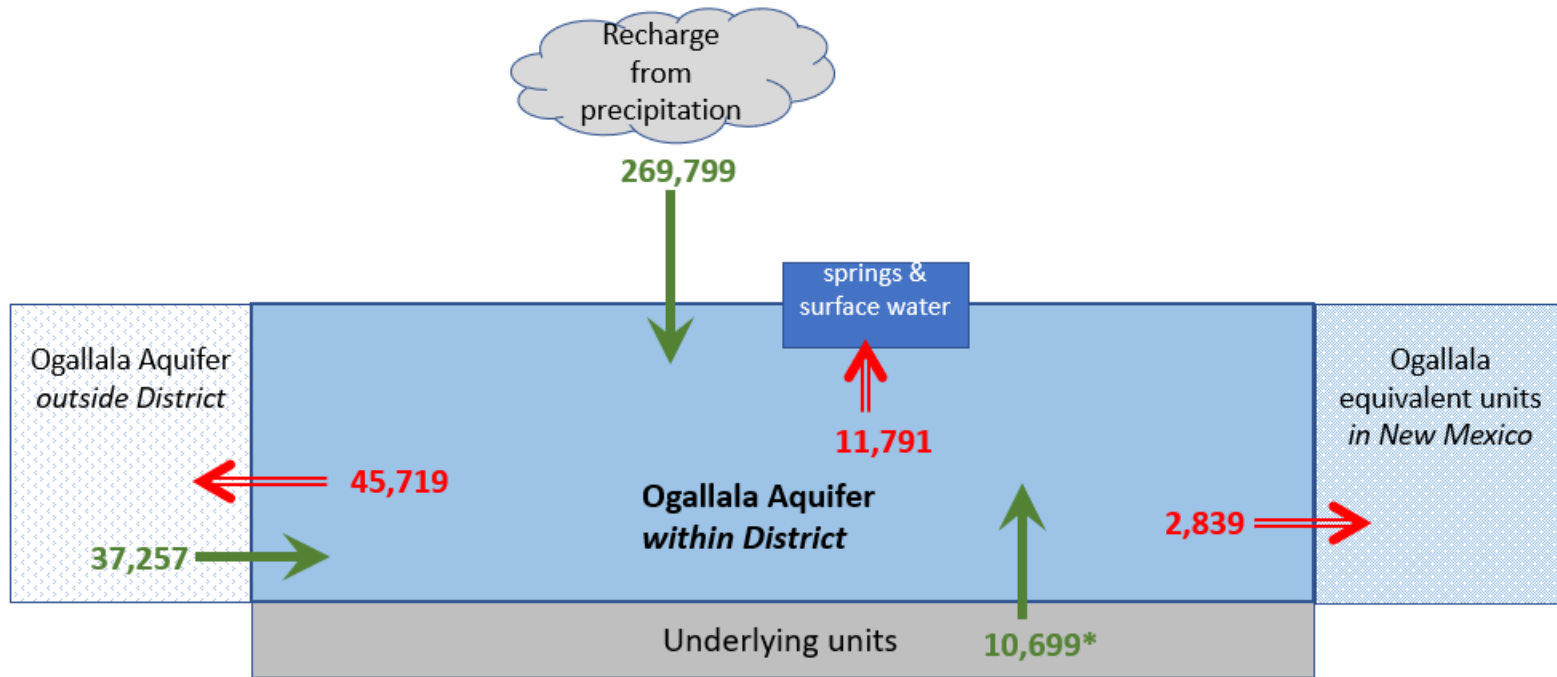 Recharge
from
precipitation
269,799
springs &
surface water
Ogallala Aquifer
outside District
Ogallala
equivalent units
in New Mexico
11,791
45,719
Ogallala Aquifer
within District
2,839
37,257
Underlying units
10,699*